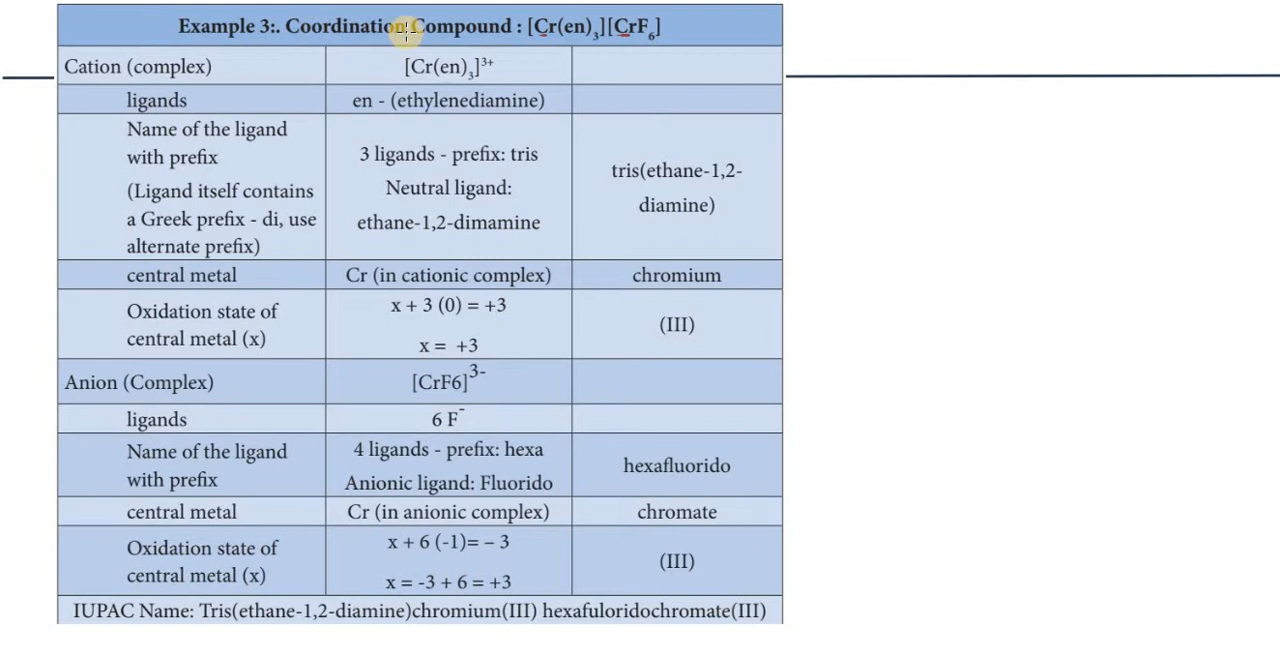 Example 3:. Coordination Compound : [Cr(en)₃][CrF₆]
Cation (complex) [Cr(en)₃]³⁺
ligands en - (ethylenediamine)
Name of the ligand
with prefix
(Ligand itself contains
a Greek prefix - di, use
alternate prefix)
3 ligands - prefix: tris
Neutral ligand:
ethane-1,2-dimamine
tris(ethane-1,2-
diamine)
central metal Cr (in cationic complex) chromium
Oxidation state of
central metal (x)
x + 3 (0) = +3
x = +3
(III)
Anion (Complex) [CrF6]³⁻
ligands 6 F⁻
Name of the ligand
with prefix
4 ligands - prefix: hexa
Anionic ligand: Fluorido
hexafluorido
central metal Cr (in anionic complex) chromate
Oxidation state of
central metal (x)
x + 6 (-1)= – 3
x = -3 + 6 = +3
(III)
IUPAC Name: Tris(ethane-1,2-diamine)chromium(III) hexafuloridochromate(III)